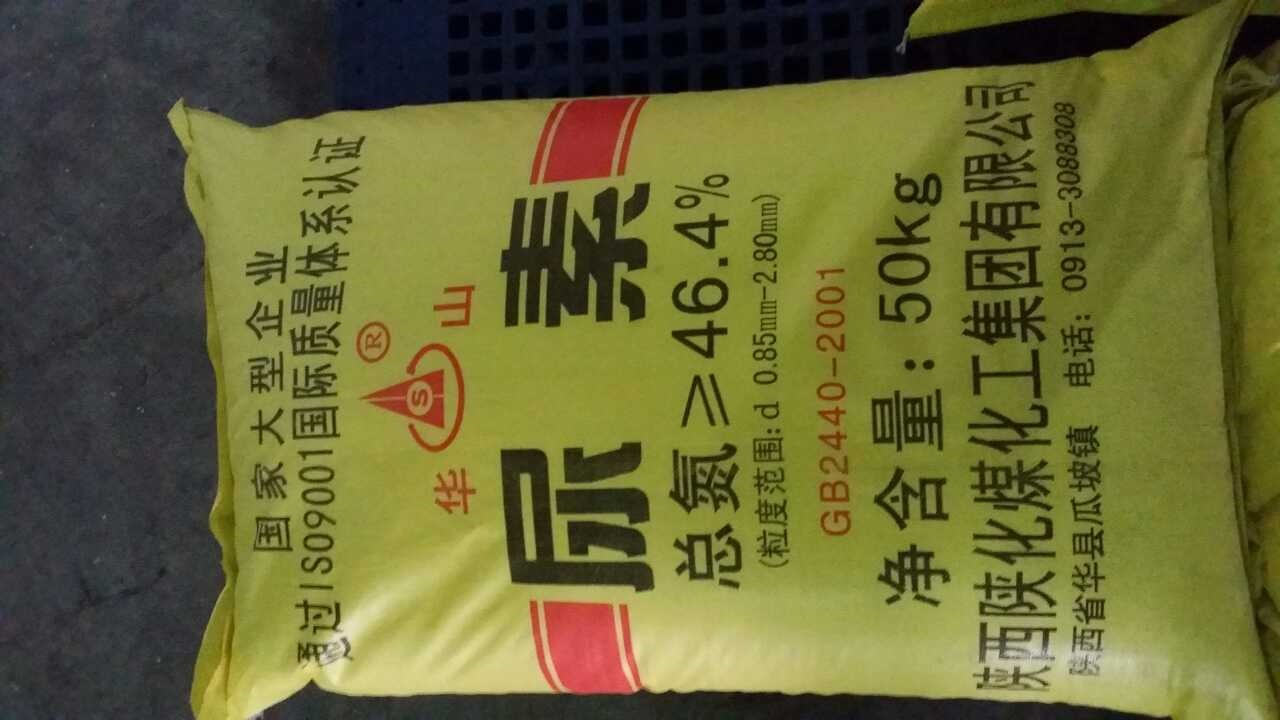 国家大型企业
通过ISO9001国际质量体系认证
®
S
华山
尿素
总氮≥46.4%
(粒度范围:d 0.85mm-2.80mm)
GB2440-2001
净含量:50kg
陕西陕化煤化工集团有限公司
陕西省华县瓜坡镇 电话:0913-3088308